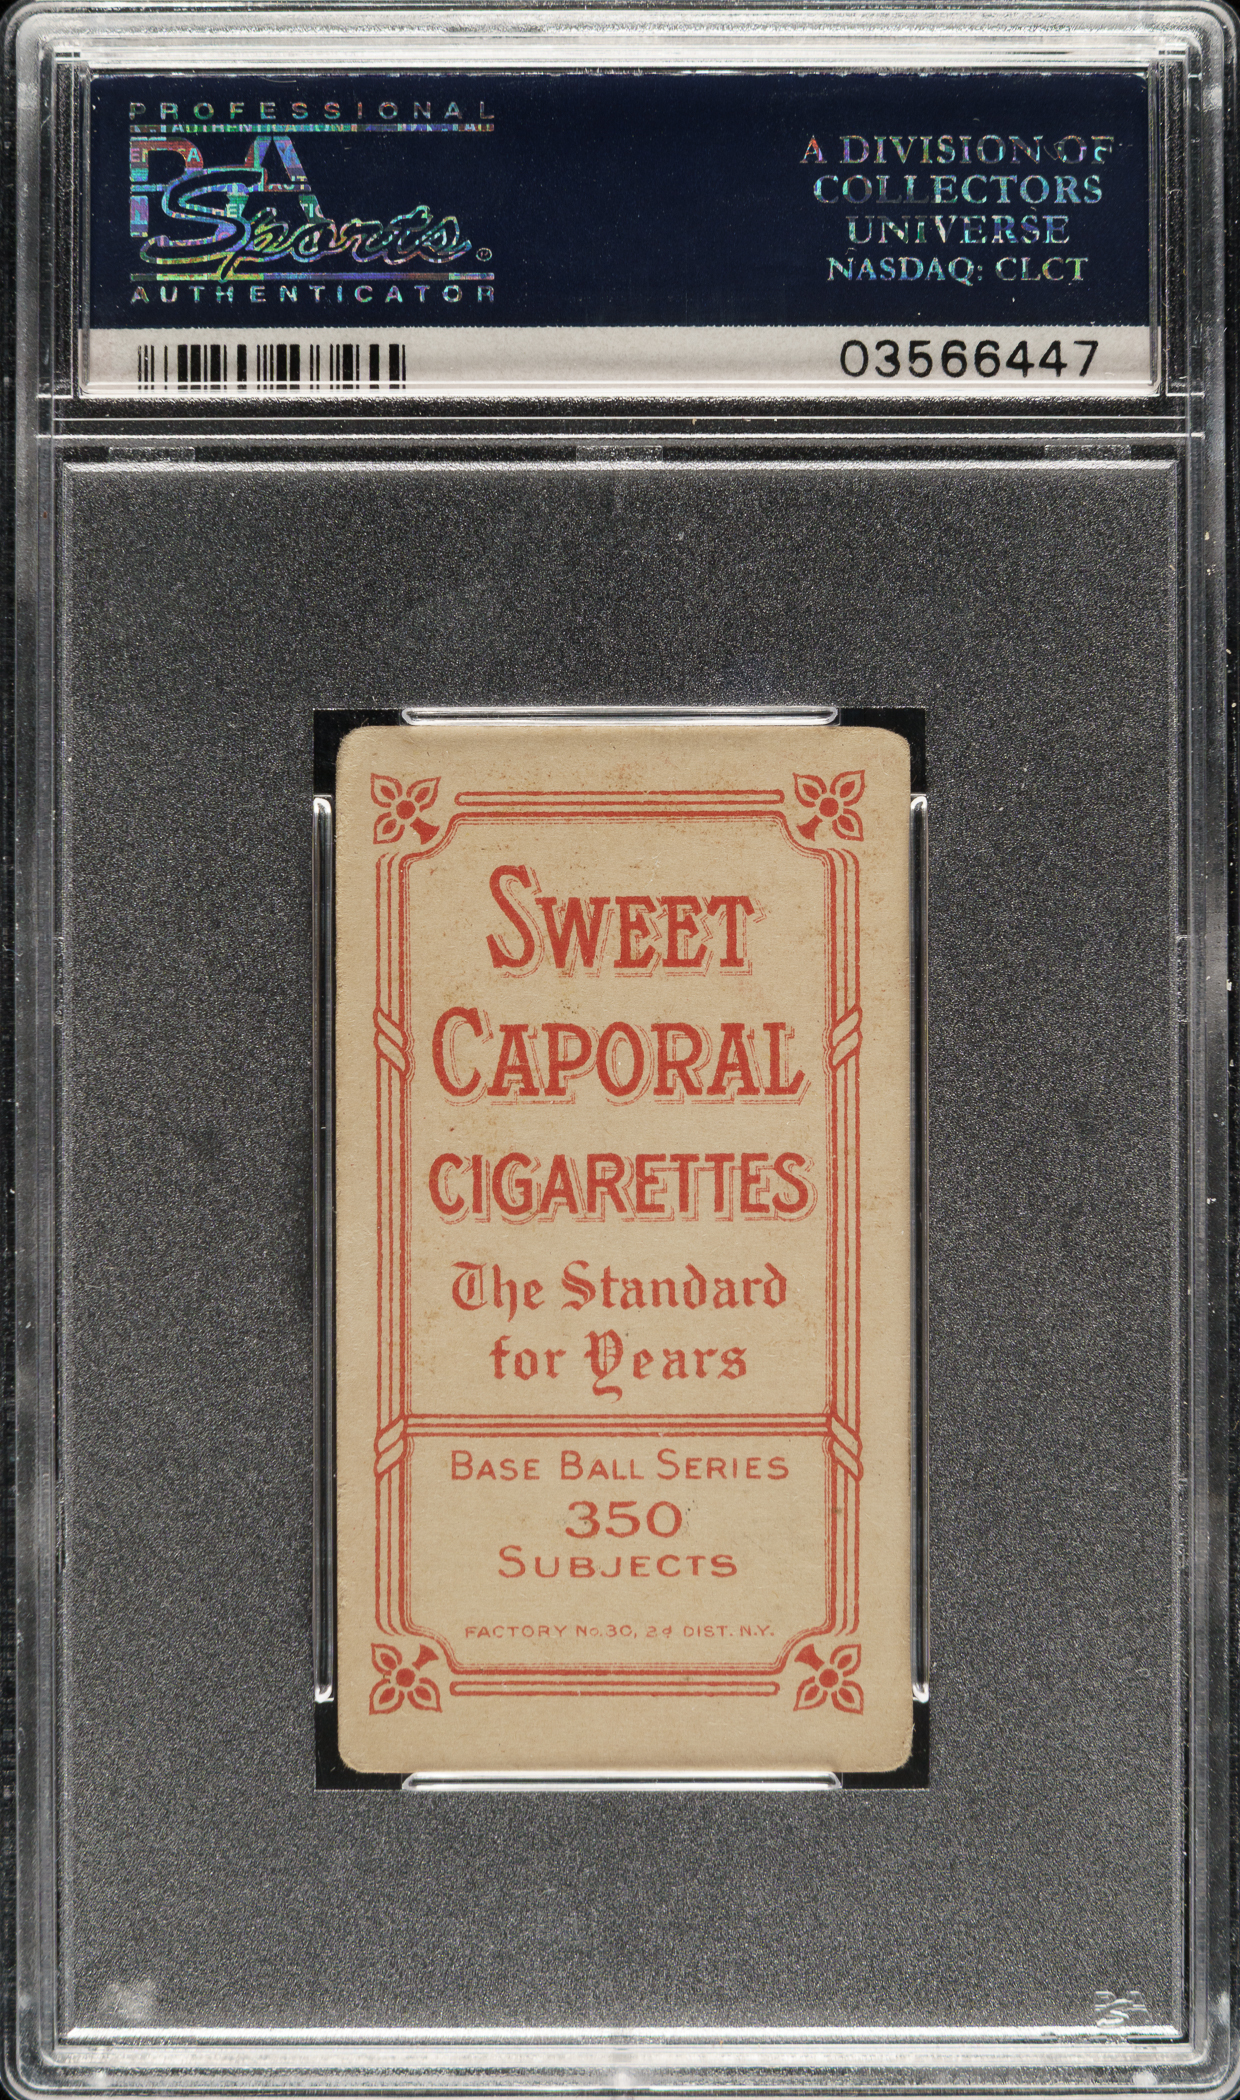 PROFESSIONAL
PSA
Sports®
AUTHENTICATOR
A DIVISION OF
COLLECTORS
UNIVERSE
NASDAQ: CLCT
03566447
SWEET
CAPORAL
CIGARETTES
The Standard
for Years
BASE BALL SERIES
350
SUBJECTS
FACTORY No. 30, 2d DIST. N.Y.